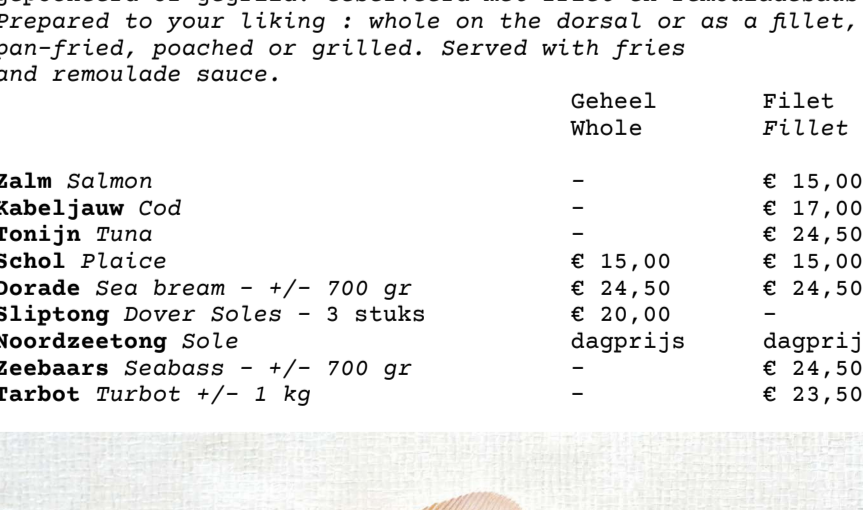 Prepared to your liking : whole on the dorsal or as a fillet,
pan-fried, poached or grilled. Served with fries
and remoulade sauce.
Geheel Filet
Whole Fillet
Zalm Salmon - € 15,00
Kabeljauw Cod - € 17,00
Tonijn Tuna - € 24,50
Schol Plaice € 15,00 € 15,00
Dorade Sea bream - +/- 700 gr € 24,50 € 24,50
Sliptong Dover Soles - 3 stuks € 20,00 -
Noordzeetong Sole dagprijs dagprij
Zeebaars Seabass - +/- 700 gr - € 24,50
Tarbot Turbot +/- 1 kg - € 23,50